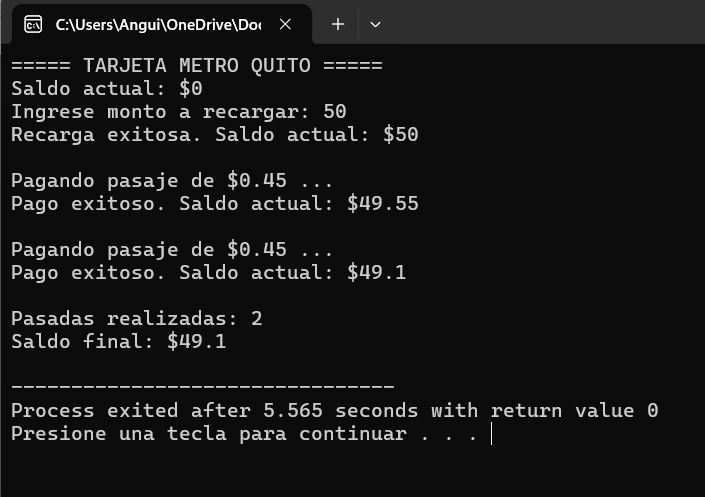 C:\Users\Angui\OneDrive\Doc
===== TARJETA METRO QUITO =====
Saldo actual: $0
Ingrese monto a recargar: 50
Recarga exitosa. Saldo actual: $50
Pagando pasaje de $0.45 ...
Pago exitoso. Saldo actual: $49.55
Pagando pasaje de $0.45 ...
Pago exitoso. Saldo actual: $49.1
Pasadas realizadas: 2
Saldo final: $49.1
--------------------------------
Process exited after 5.565 seconds with return value 0
Presione una tecla para continuar . . .